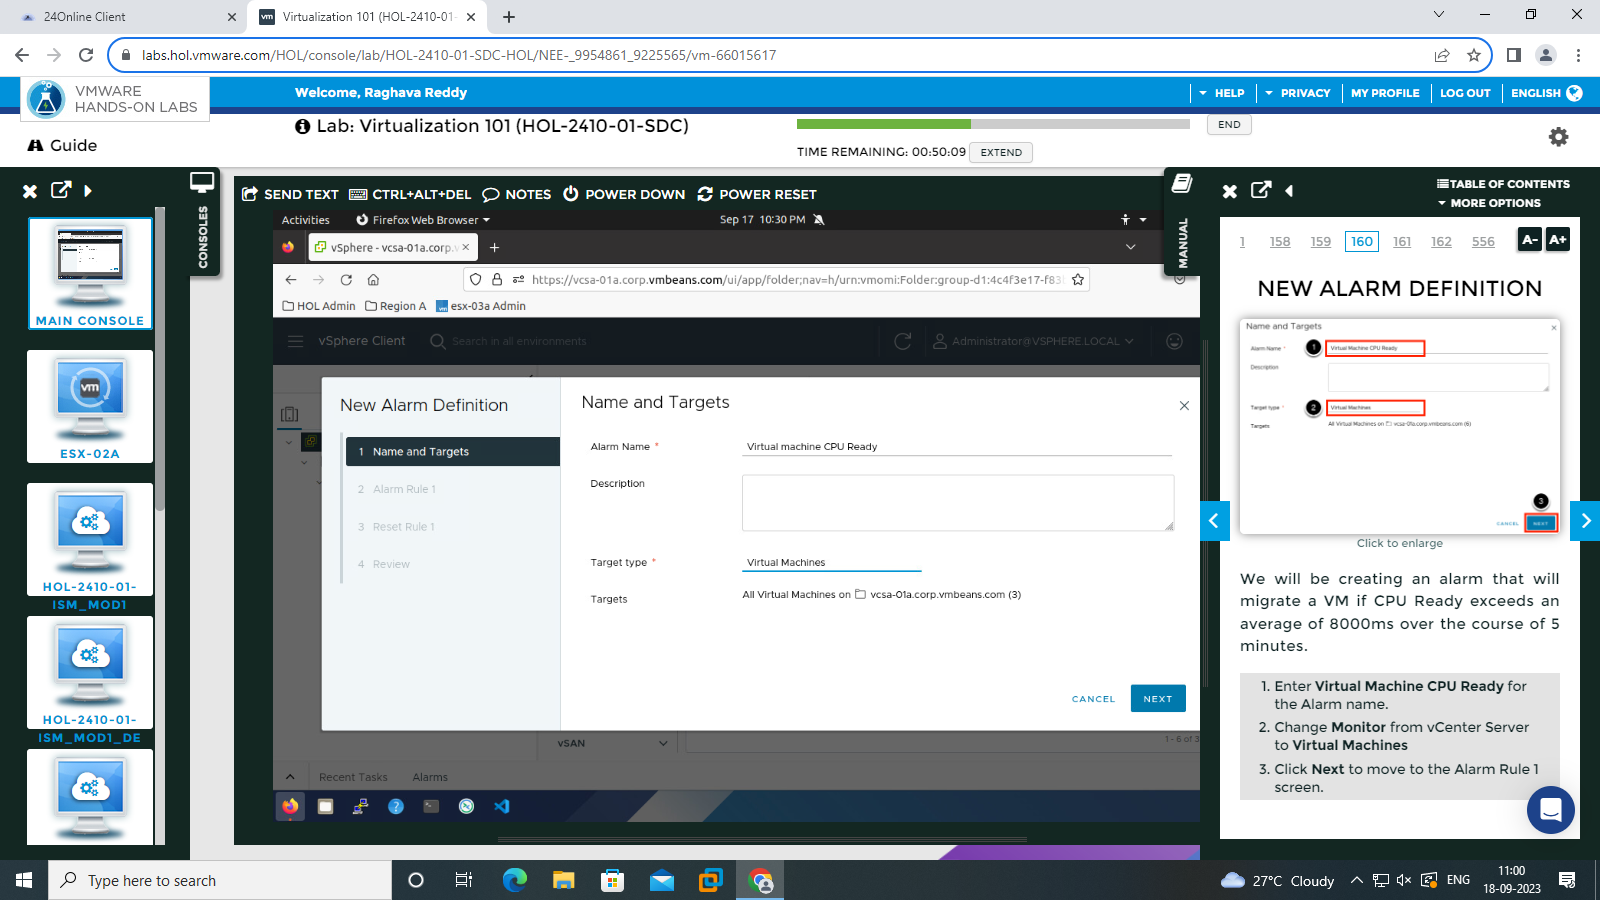 24Online Client
Virtualization 101 (HOL-2410-01-
labs.hol.vmware.com/HOL/console/lab/HOL-2410-01-SDC-HOL/NEE-_9954861_9225565/vm-66015617
VMWARE
HANDS-ON LABS
Welcome, Raghava Reddy
HELP
PRIVACY
MY PROFILE
LOG OUT
ENGLISH
Lab: Virtualization 101 (HOL-2410-01-SDC)
END
Guide
TIME REMAINING: 00:50:09
EXTEND
CONSOLES
SEND TEXT
CTRL+ALT+DEL
NOTES
POWER DOWN
POWER RESET
MANUAL
TABLE OF CONTENTS
MORE OPTIONS
MAIN CONSOLE
vm
ESX-02A
HOL-2410-01-
ISM_MOD1
HOL-2410-01-
ISM_MOD1_DE
Activities
Firefox Web Browser
Sep 17 10:30 PM
vSphere - vcsa-01a.corp.v
https://vcsa-01a.corp.vmbeans.com/ui/app/folder;nav=h/urn:vmomi:Folder:group-d1:4c4f3e17-f83
HOL Admin
Region A
esx-03a Admin
vSphere Client
Search in all environments
Administrator@VSPHERE.LOCAL
New Alarm Definition
1 Name and Targets
2 Alarm Rule 1
3 Reset Rule 1
4 Review
Name and Targets
Alarm Name *
Virtual machine CPU Ready
Description
Target type *
Virtual Machines
Targets
All Virtual Machines on vcsa-01a.corp.vmbeans.com (3)
CANCEL
NEXT
vSAN
1 - 6 of 3
Recent Tasks
Alarms
1 158 159 160 161 162 556
A- A+
NEW ALARM DEFINITION
Name and Targets
Alarm Name *
1
Virtual Machine CPU Ready
Description
Target type *
2
Virtual Machines
Targets
All Virtual Machines on vcsa-01a.corp.vmbeans.com (6)
3
CANCEL
NEXT
Click to enlarge
We will be creating an alarm that will
migrate a VM if CPU Ready exceeds an
average of 8000ms over the course of 5
minutes.
1. Enter Virtual Machine CPU Ready for
the Alarm name.
2. Change Monitor from vCenter Server
to Virtual Machines
3. Click Next to move to the Alarm Rule 1
screen.
Type here to search
27°C Cloudy
ENG
11:00
18-09-2023